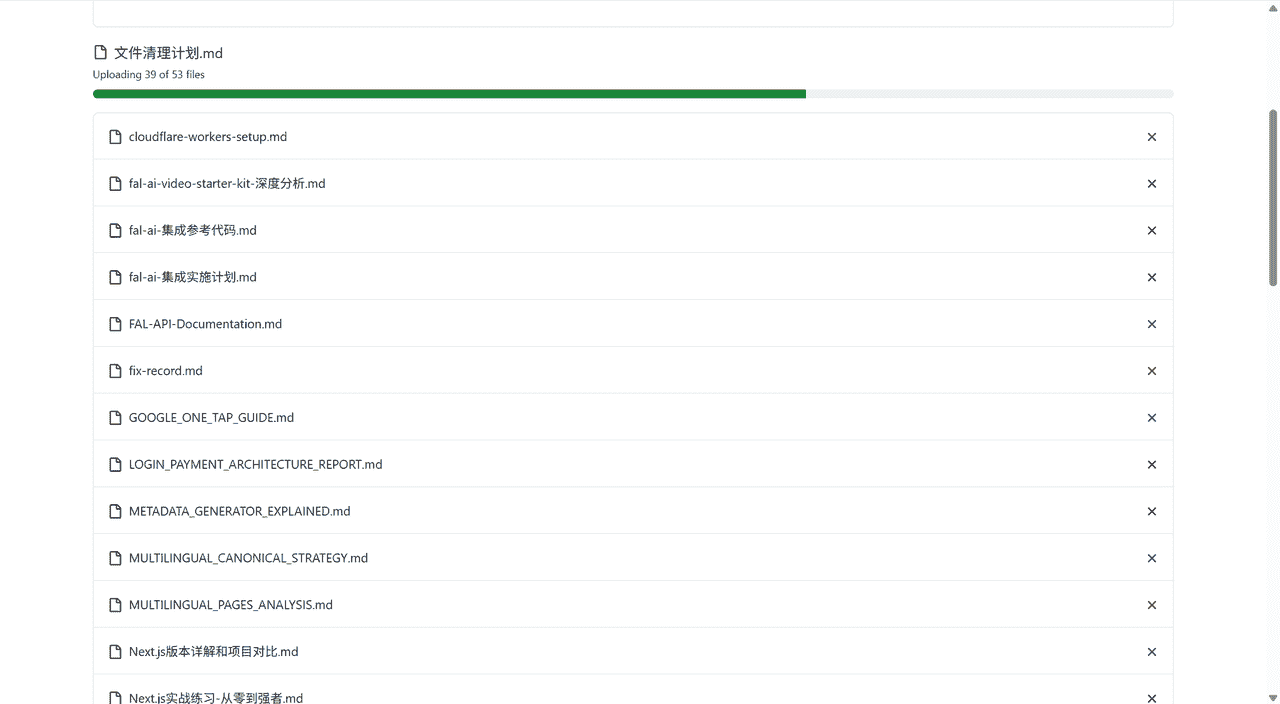 文件清理计划.md
Uploading 39 of 53 files
cloudflare-workers-setup.md
fal-ai-video-starter-kit-深度分析.md
fal-ai-集成参考代码.md
fal-ai-集成实施计划.md
FAL-API-Documentation.md
fix-record.md
GOOGLE_ONE_TAP_GUIDE.md
LOGIN_PAYMENT_ARCHITECTURE_REPORT.md
METADATA_GENERATOR_EXPLAINED.md
MULTILINGUAL_CANONICAL_STRATEGY.md
MULTILINGUAL_PAGES_ANALYSIS.md
Next.js版本详解和项目对比.md
Next.js实战练习-从零到强者.md